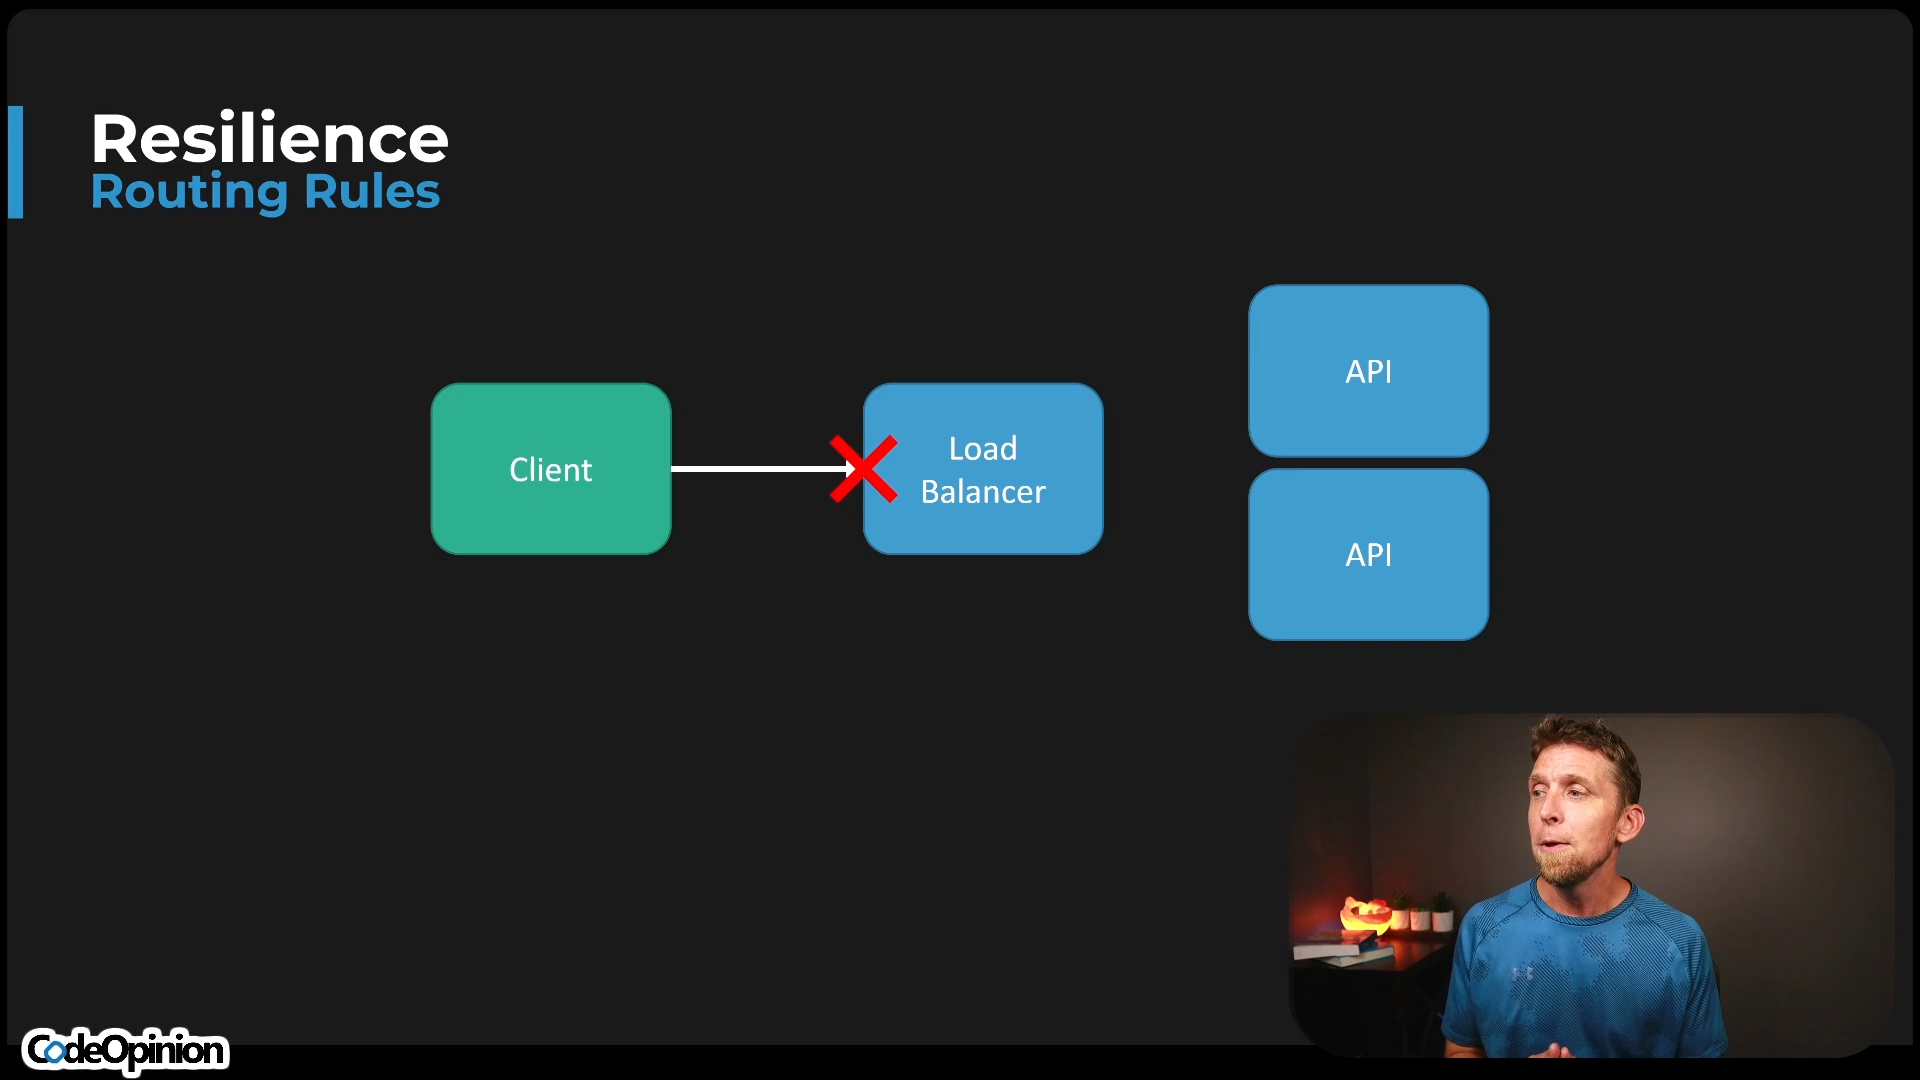 Resilience
Routing Rules
Client
Load
Balancer
API
API
CodeOpinion